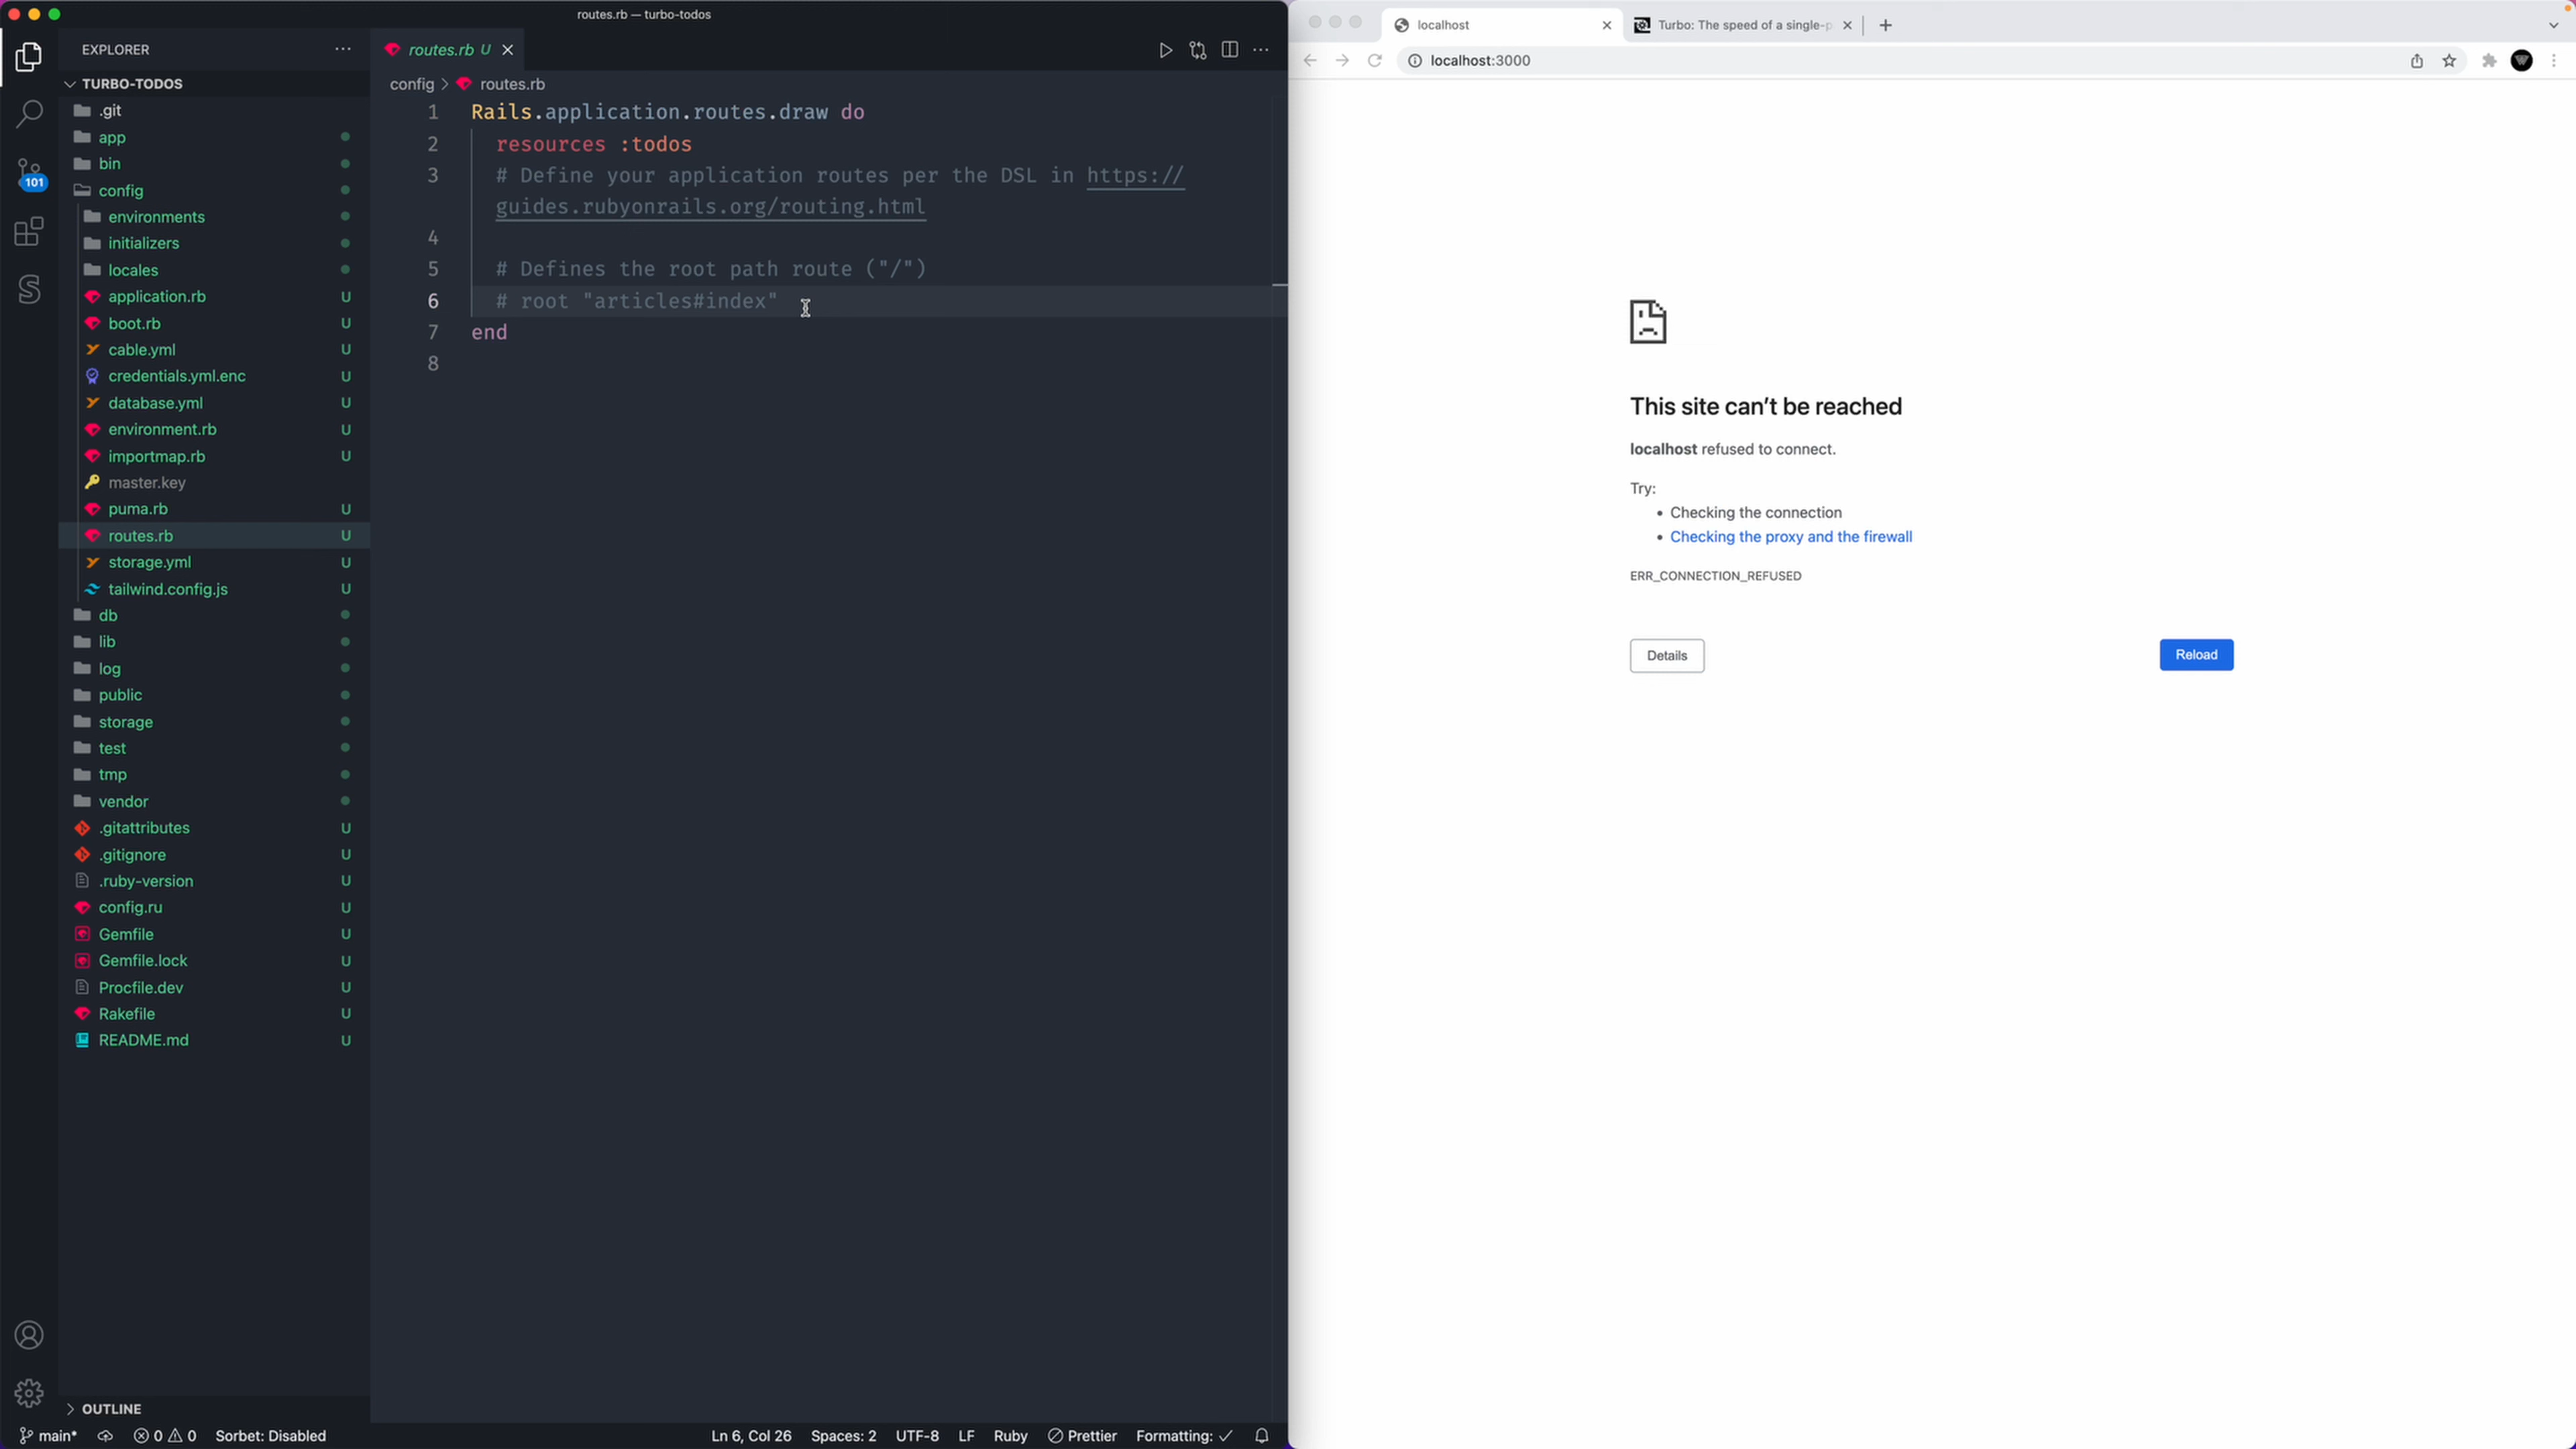 routes.rb — turbo-todos
EXPLORER
TURBO-TODOS
.git
app
bin
101
config
environments
initializers
locales
application.rb U
boot.rb U
cable.yml U
credentials.yml.enc U
database.yml U
environment.rb U
importmap.rb U
master.key
puma.rb U
routes.rb U
storage.yml U
tailwind.config.js U
db
lib
log
public
storage
test
tmp
vendor
.gitattributes U
.gitignore U
.ruby-version U
config.ru U
Gemfile U
Gemfile.lock U
Procfile.dev U
Rakefile U
README.md U
OUTLINE
routes.rb U
config > routes.rb
1 Rails.application.routes.draw do
2 resources :todos
3 # Define your application routes per the DSL in https://
guides.rubyonrails.org/routing.html
4
5 # Defines the root path route ("/")
6 # root "articles#index"
7 end
8
main* 0 0 Sorbet: Disabled Ln 6, Col 26 Spaces: 2 UTF-8 LF Ruby Prettier Formatting: ✓
localhost
Turbo: The speed of a single-p
localhost:3000
This site can’t be reached
localhost refused to connect.
Try:
• Checking the connection
• Checking the proxy and the firewall
ERR_CONNECTION_REFUSED
Details
Reload